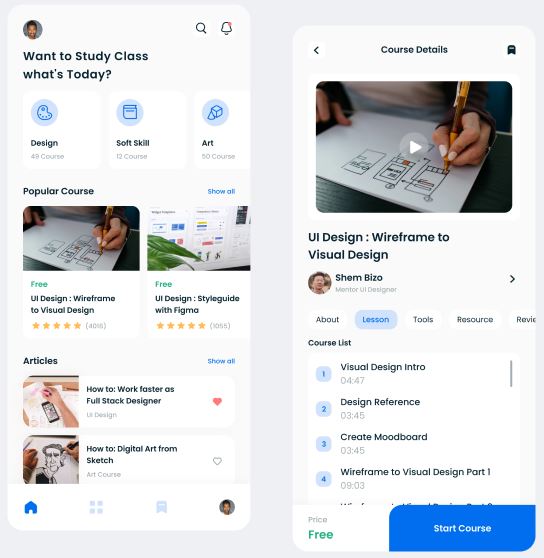 Want to Study Class
what's Today?
Design
49 Course
Soft Skill
12 Course
Art
50 Course
Popular Course
Show all
Free
UI Design : Wireframe
to Visual Design
(4016)
Free
UI Design : Styleguide
with Figma
(1055)
Articles
Show all
How to: Work faster as
Full Stack Designer
UI Design
How to: Digital Art from
Sketch
Art Course
Course Details
UI Design : Wireframe to
Visual Design
Shem Bizo
Mentor UI Designer
About
Lesson
Tools
Resource
Revie
Course List
1
Visual Design Intro
04:47
2
Design Reference
03:45
3
Create Moodboard
03:45
4
Wireframe to Visual Design Part 1
09:03
Price
Free
Start Course